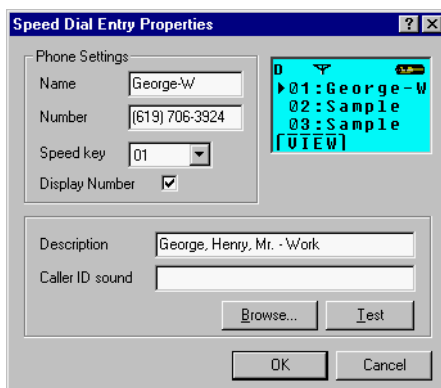 Speed Dial Entry Properties
Phone Settings
Name George-W
Number (619) 706-3924
Speed key 01
Display Number
D
01:George-W
02:Sample
03:Sample
VIEW
Description George, Henry, Mr. - Work
Caller ID sound
Browse... Test
OK Cancel